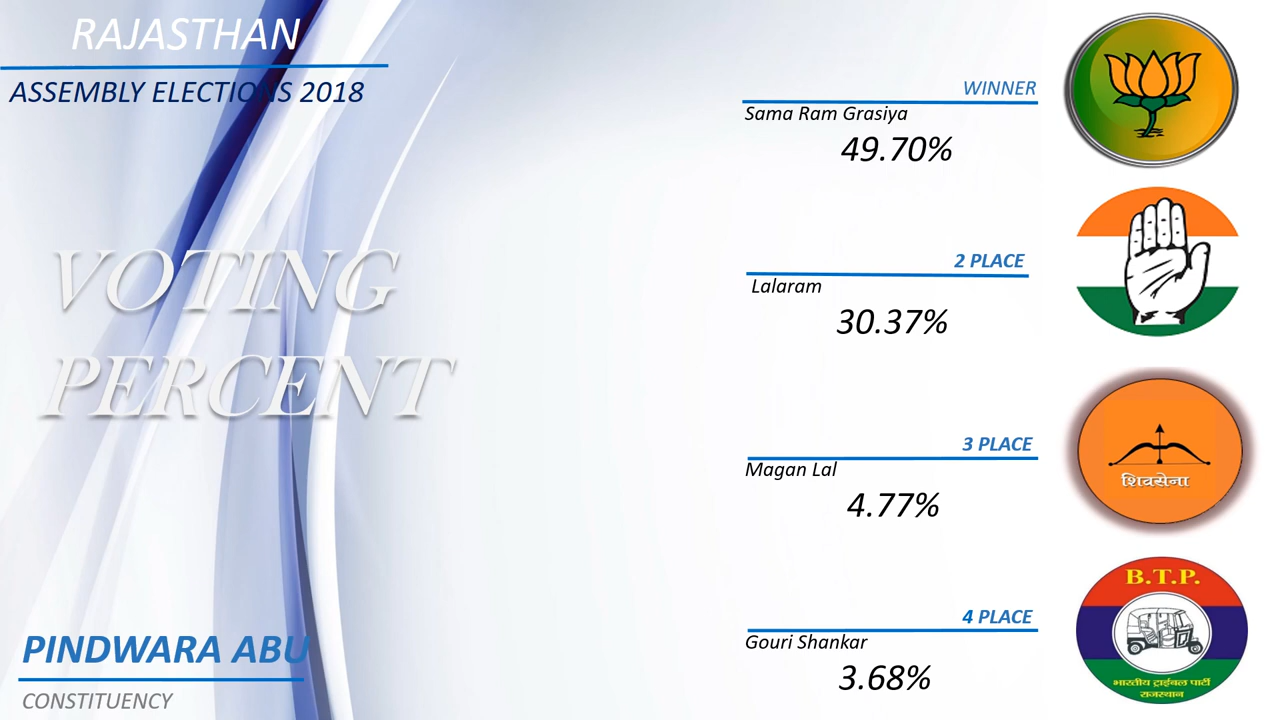 RAJASTHAN
ASSEMBLY ELECTIONS 2018
VOTING
PERCENT
PINDWARA ABU
CONSTITUENCY
WINNER
Sama Ram Grasiya
49.70%
2 PLACE
Lalaram
30.37%
3 PLACE
Magan Lal
4.77%
शिवसेना
4 PLACE
Gouri Shankar
3.68%
B.T.P.
भारतीय ट्राईबल पार्टी
राजस्थान